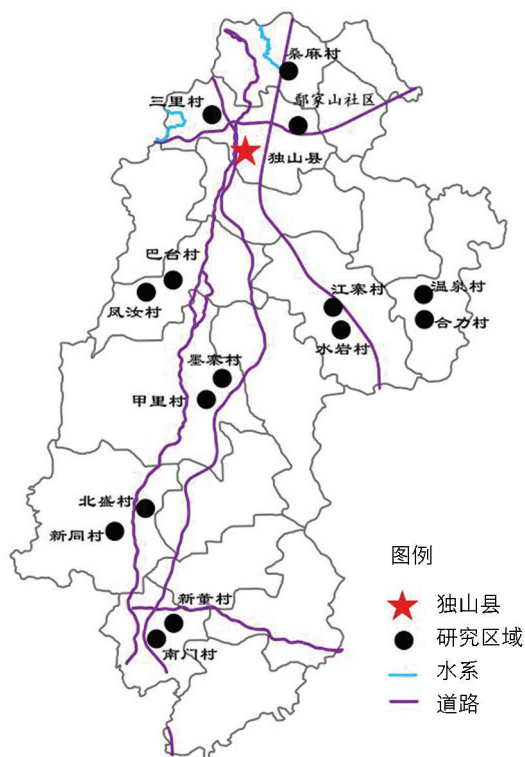 桑麻村
三里村
鄢家山社区
独山县
巴台村
凤汝村
江寨村
温泉村
合力村
水岩村
墨寨村
甲里村
北盛村
新同村
新董村
南门村
图例
独山县
研究区域
水系
道路